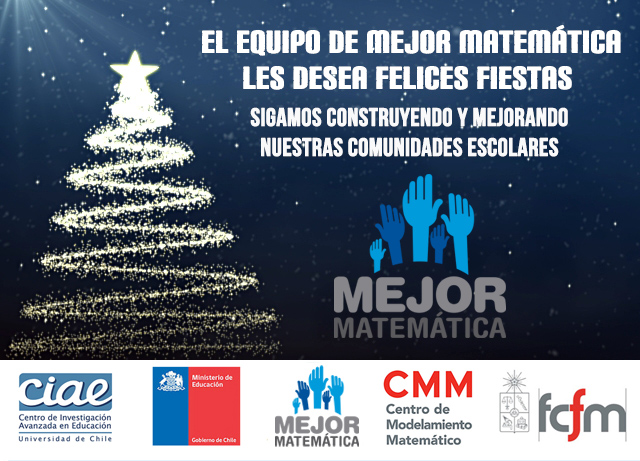 EL EQUIPO DE MEJOR MATEMÁTICA
LES DESEA FELICES FIESTAS
SIGAMOS CONSTRUYENDO Y MEJORANDO
NUESTRAS COMUNIDADES ESCOLARES
MEJOR
MATEMÁTICA
ciae
Centro de Investigación
Avanzada en Educación
Universidad de Chile
Ministerio de
Educación
Gobierno de Chile
MEJOR
MATEMÁTICA
CMM
Centro de
Modelamiento
Matemático
fcfm